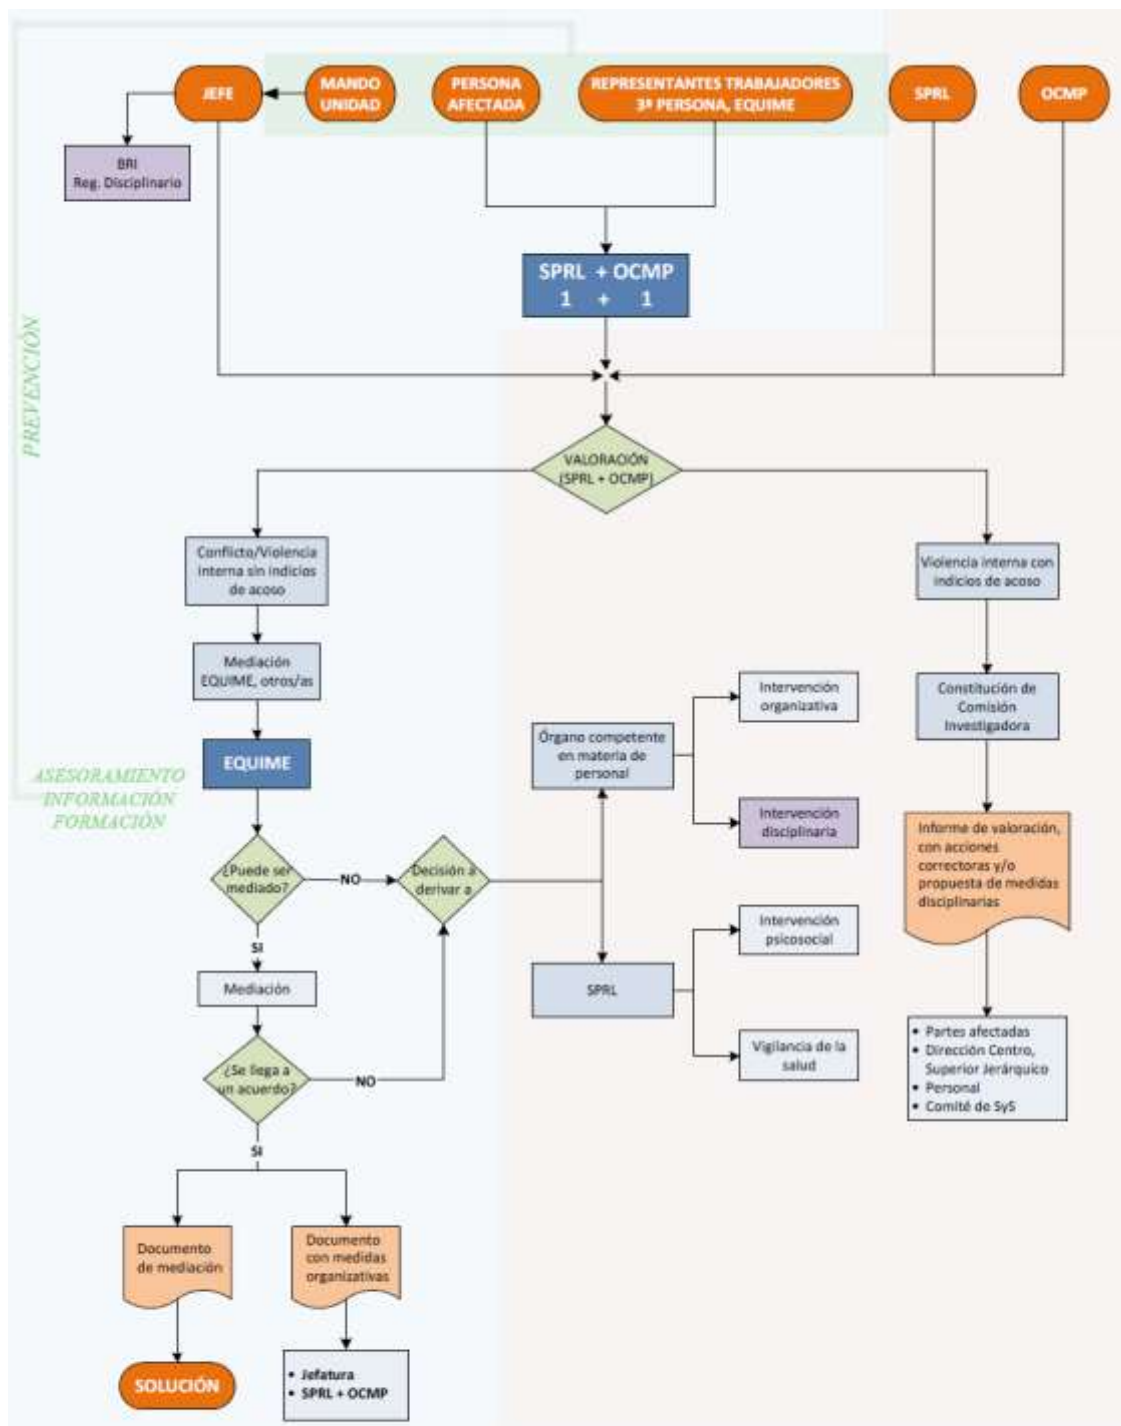 JEFE
MANDO
UNIDAD
PERSONA
AFECTADA
REPRESENTANTES TRABAJADORES
3ª PERSONA, EQUIME
SPRL
OCMP
BRI
Reg. Disciplinario
SPRL + OCMP
1 + 1
PREVENCIÓN
VALORACIÓN
(SPRL + OCMP)
Conflicto/Violencia
interna sin indicios
de acoso
Violencia interna con
indicios de acoso
Mediación
EQUIME, otros/as
Intervención
organizativa
Constitución de
Comisión
Investigadora
Órgano competente
en materia de
personal
EQUIME
ASESORAMIENTO
INFORMACIÓN
FORMACIÓN
Intervención
disciplinaria
Informe de valoración,
con acciones
correctoras y/o
propuesta de medidas
disciplinarias
¿Puede ser
mediado?
NO
Decisión a
derivar a
Intervención
psicosocial
SI
Mediación
SPRL
Vigilancia de la
salud
• Partes afectadas
• Dirección Centro,
Superior Jerárquico
• Personal
• Comité de SyS
¿Se llega a
un acuerdo?
NO
SI
Documento
de mediación
Documento
con medidas
organizativas
SOLUCIÓN
• Jefatura
• SPRL + OCMP